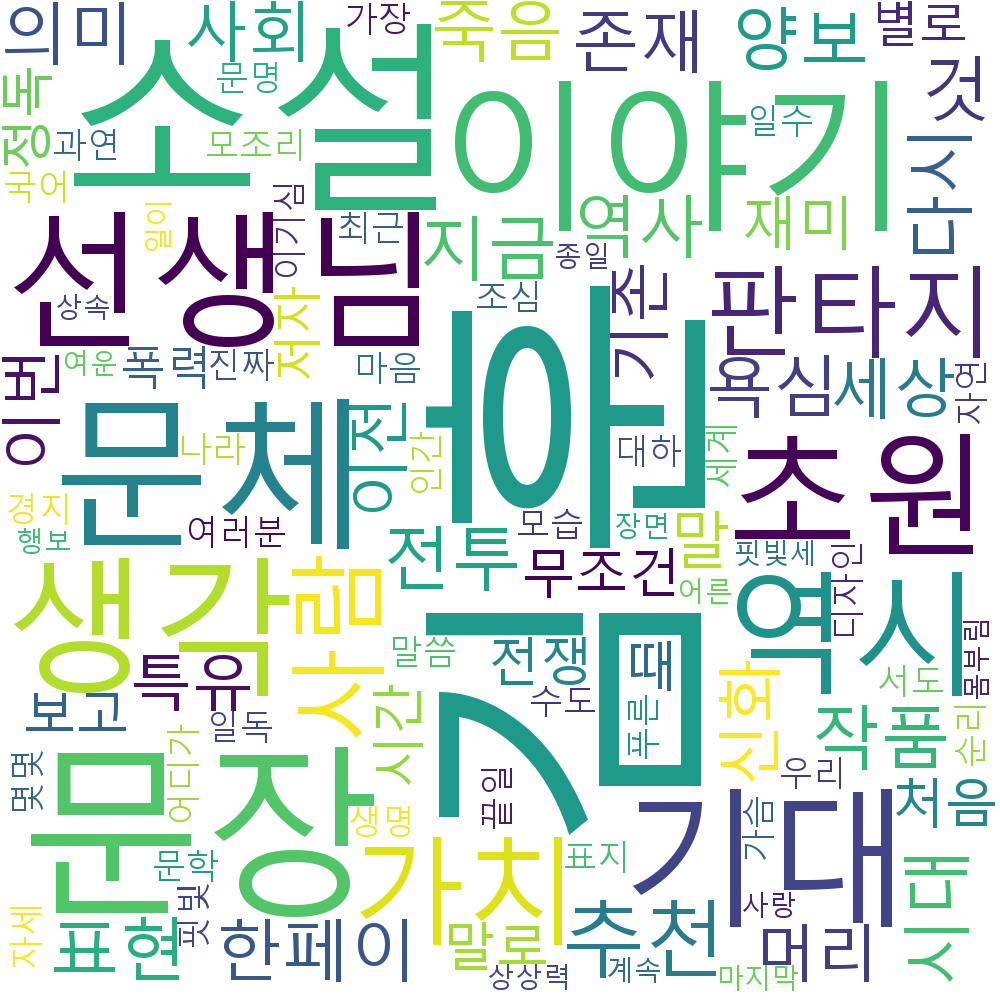 의미
사회
가장
죽음
존재
양보
별로
소설
이야기
문명
것
정독
과연
모조리
일수
다시
국어
선생님
일이
이기심
최근
지금
역사
종일
재미
상속
저자
조심
김훈
기준
판타지
여운
폭력
진짜
마음
이번
문체
이전
욕심
세상
자연
나라
인간
대하
세계
초원
경지
행보
여러분
전투
모습
장면
말
핏빛
무조건
어른
디자인
역시
생각
사람
말씀
전쟁
때
몸부림
특유
보고
일독
시간
수도
푸른
신화
서도
작품
순리
몇몇
어디가
문장
끝일
우리
처음
생명
가치
기대
가슴
문학
표지
시대
자세
표현
핏빛
한페이
말로
추천
사랑
머리
상상력
계속
마지막